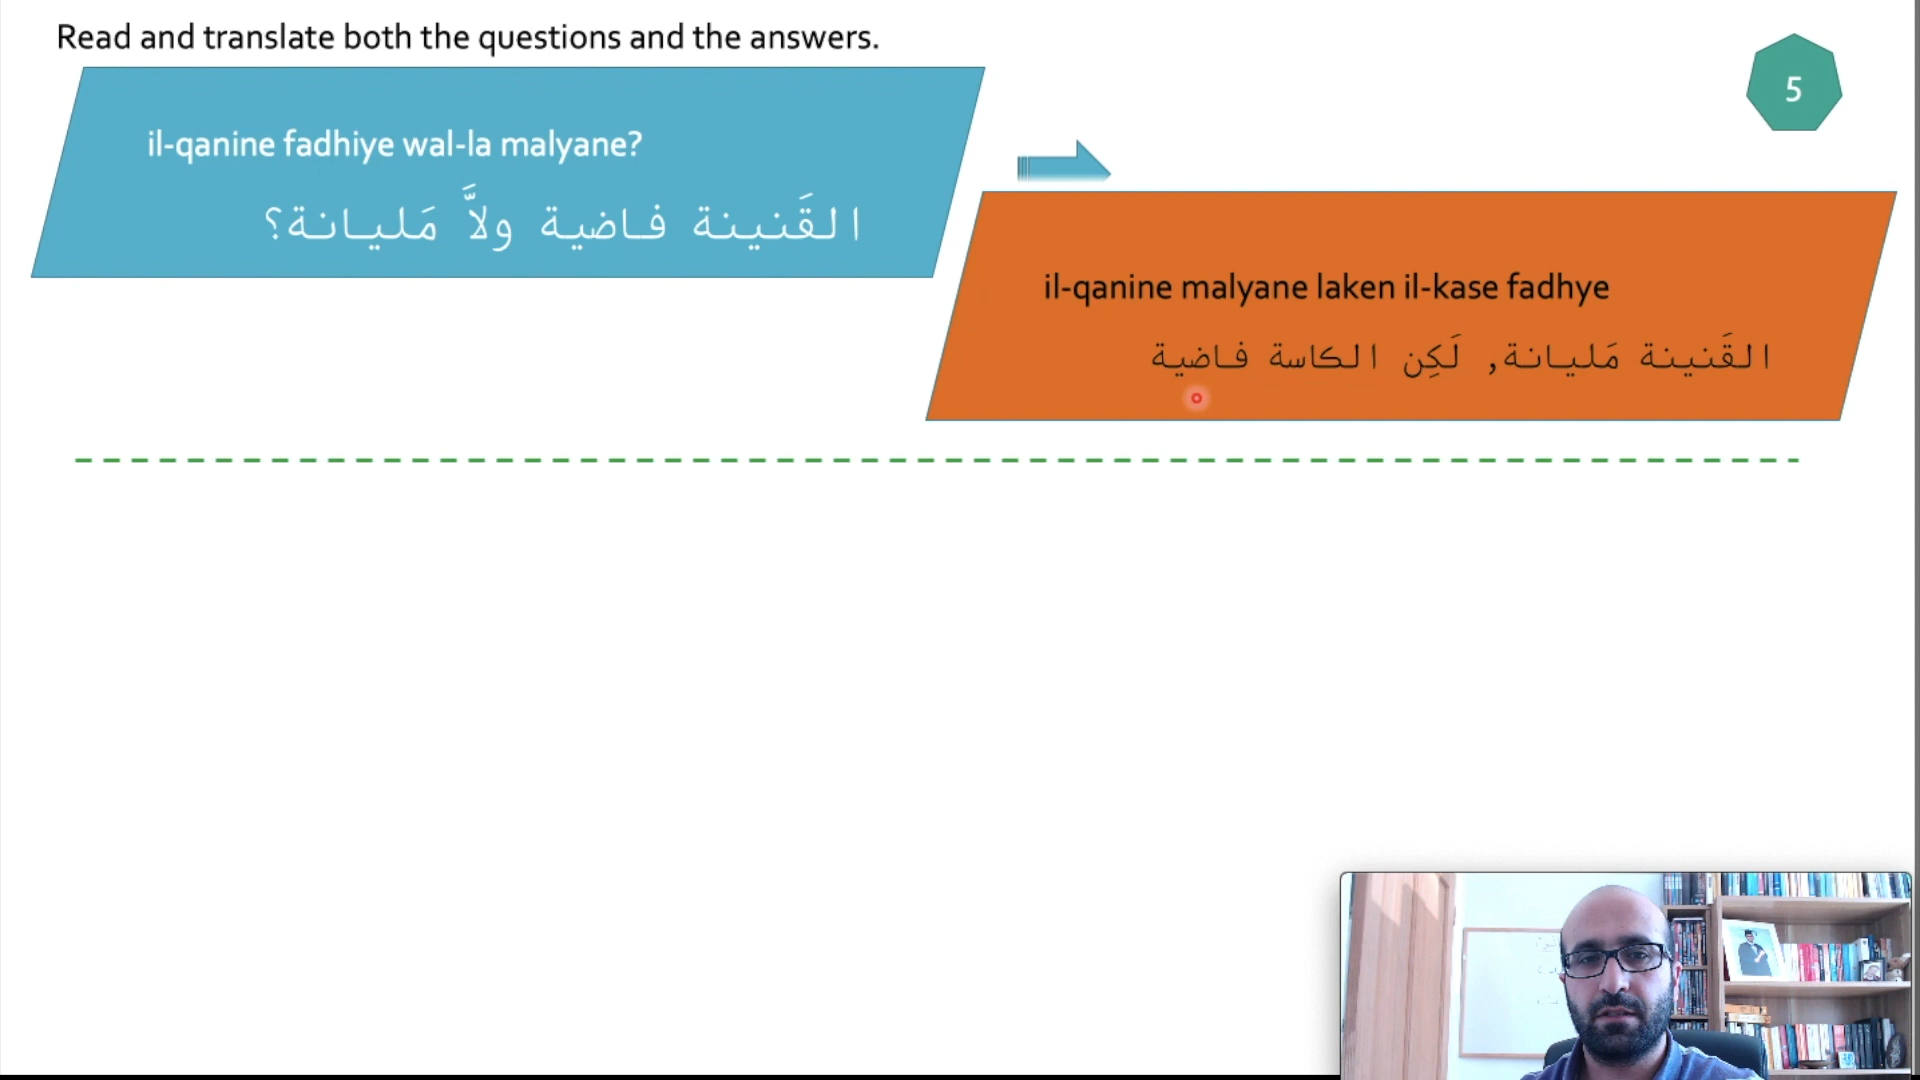 Read and translate both the questions and the answers.
5
il-qanine fadhiye wal-la malyane?
القَنينة فاضية ولاَّ مَليانة؟
il-qanine malyane laken il-kase fadhye
القَنينة مَليانة, لَكِن الكاسة فاضية